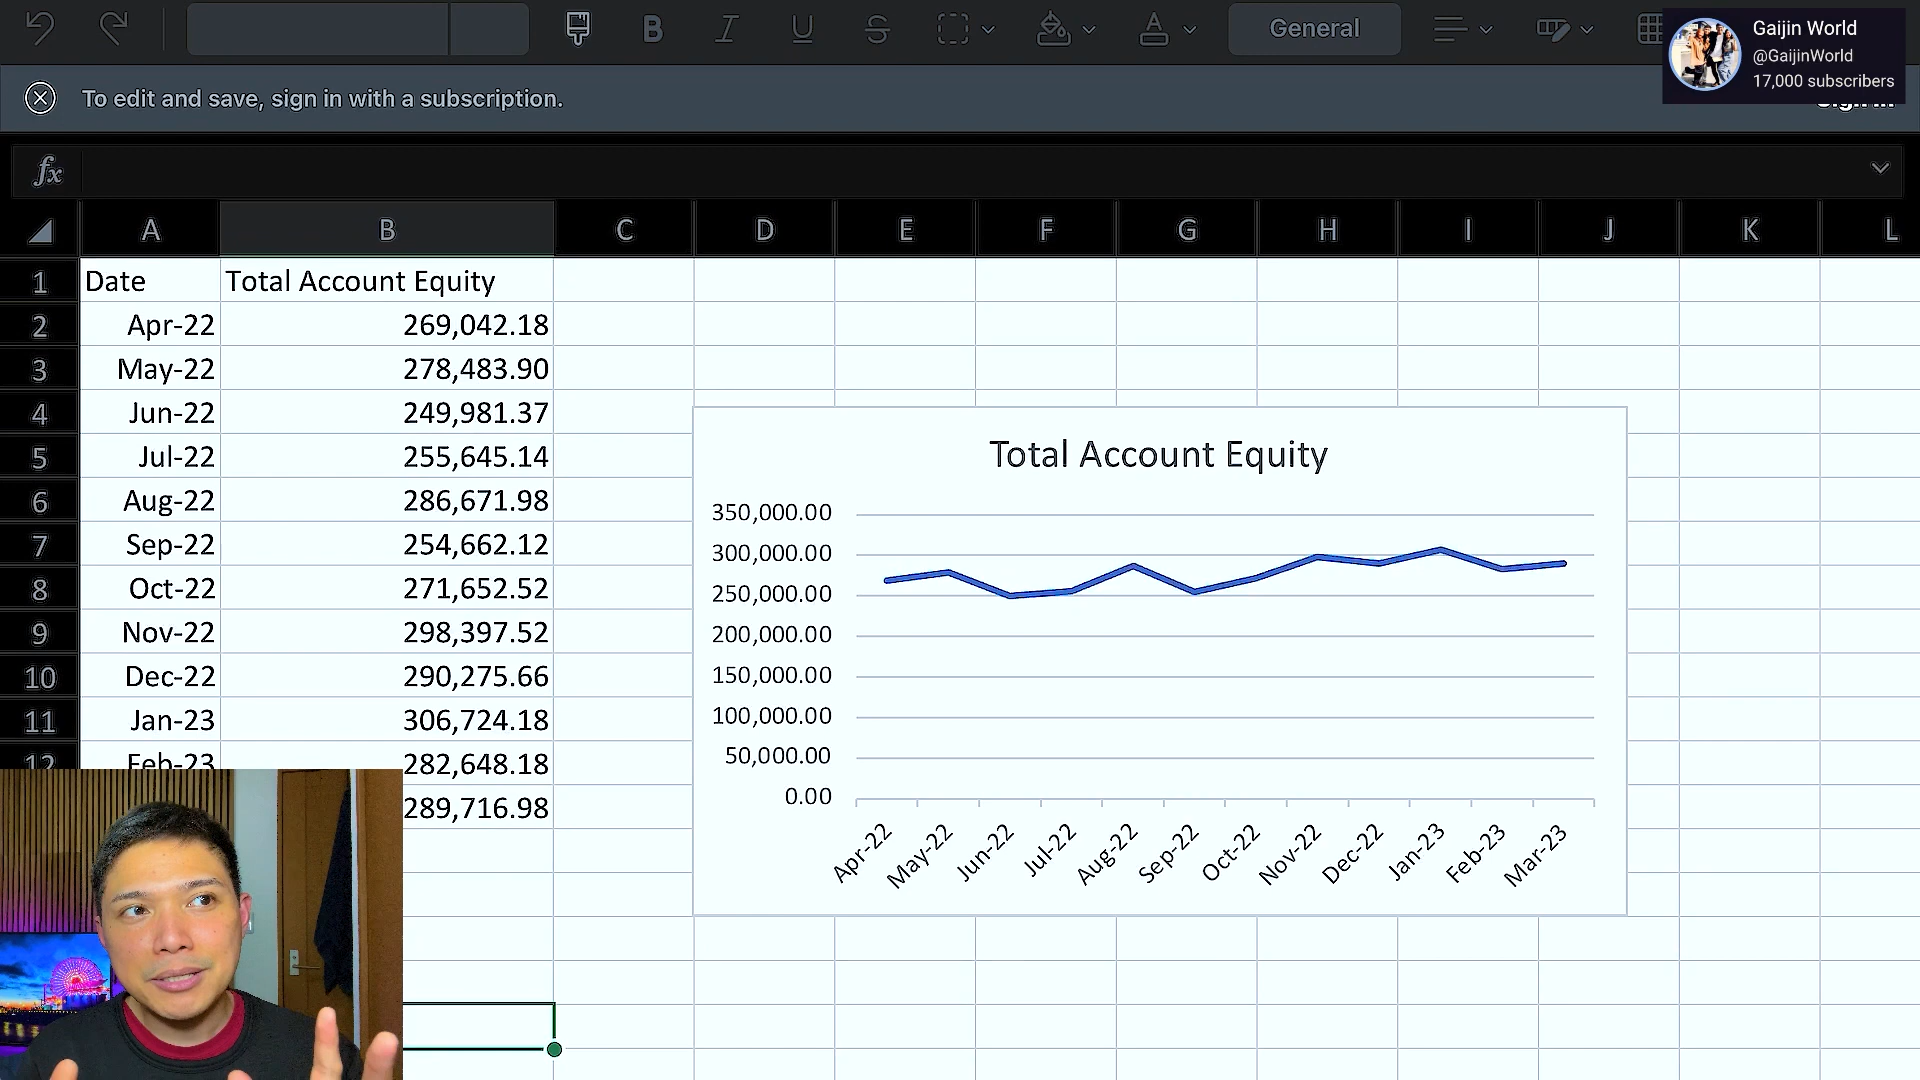 General
Gaijin World
@GaijinWorld
17,000 subscribers
To edit and save, sign in with a subscription.
fx
A B C D E F G H I J K L
1 Date Total Account Equity
2 Apr-22 269,042.18
3 May-22 278,483.90
4 Jun-22 249,981.37
5 Jul-22 255,645.14
6 Aug-22 286,671.98
7 Sep-22 254,662.12
8 Oct-22 271,652.52
9 Nov-22 298,397.52
10 Dec-22 290,275.66
11 Jan-23 306,724.18
12 Feb-23 282,648.18
289,716.98
Total Account Equity
350,000.00
300,000.00
250,000.00
200,000.00
150,000.00
100,000.00
50,000.00
0.00
Apr-22 May-22 Jun-22 Jul-22 Aug-22 Sep-22 Oct-22 Nov-22 Dec-22 Jan-23 Feb-23 Mar-23